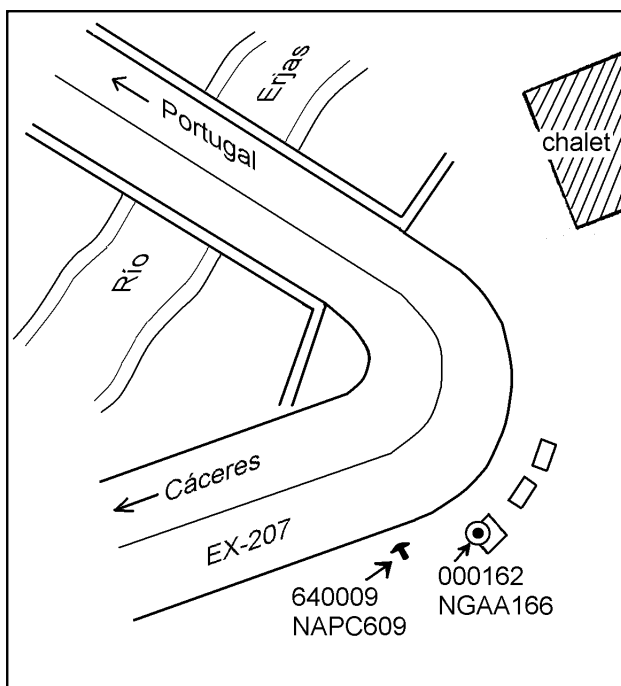 Erjas
Portugal
chalet
Río
Cáceres
EX-207
640009
NAPC609
000162
NGAA166